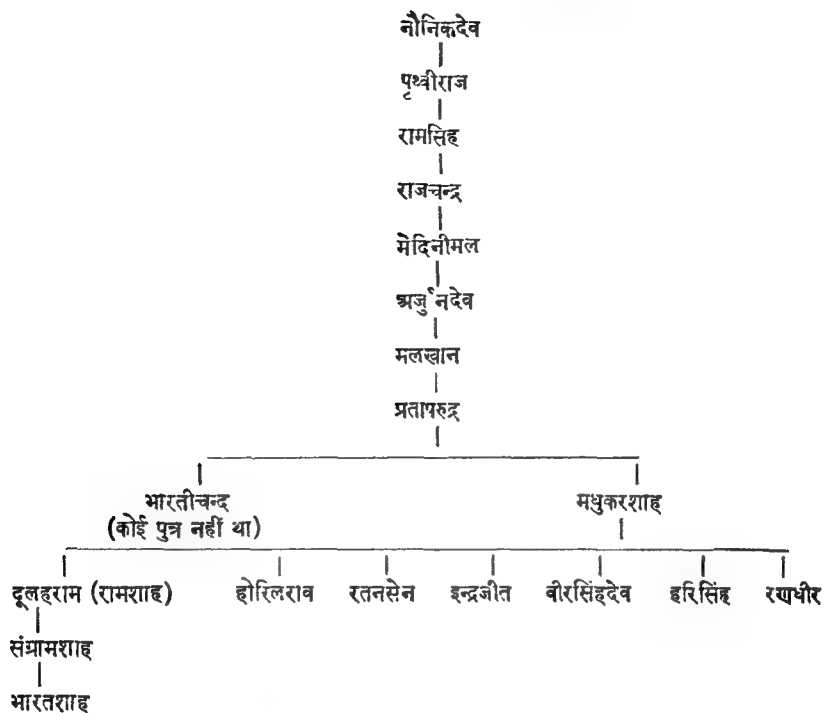 नौनिकदेव
पृथ्वीराज
रामसिंह
राजचन्द्र
मेदिनीमल
अर्जुनदेव
मलखान
प्रतापरुद्र
भारतीचन्द मधुकरशाह
(कोई पुत्र नहीं था)
दूलहराम (रामशाह) होरिलराव रतनसेन इन्द्रजीत वीरसिंहदेव हरिसिंह रणधीर
संग्रामशाह
भारतशाह